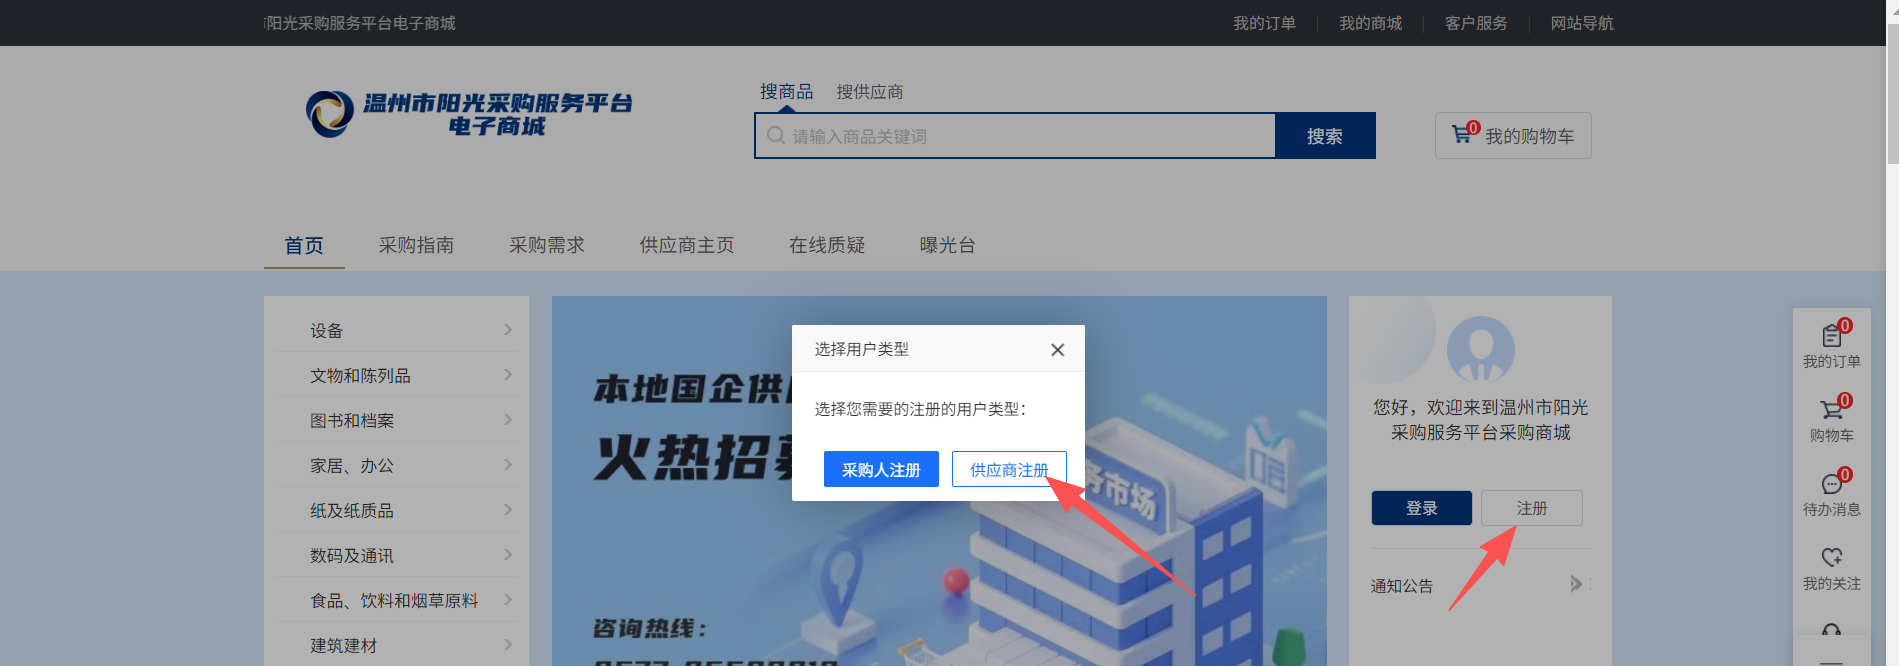 阳光采购服务平台电子商城
我的订单
我的商城
客户服务
网站导航
温州市阳光采购服务平台
电子商城
搜商品
搜供应商
请输入商品关键词
搜索
0
我的购物车
首页
采购指南
采购需求
供应商主页
在线质疑
曝光台
设备
文物和陈列品
图书和档案
家居、办公
纸及纸质品
数码及通讯
食品、饮料和烟草原料
建筑建材
本地国企供
火热招募
务市场
咨询热线：
选择用户类型
选择您需要的注册的用户类型：
采购人注册
供应商注册
您好，欢迎来到温州市阳光
采购服务平台采购商城
登录
注册
通知公告
0
我的订单
0
购物车
0
待办消息
我的关注